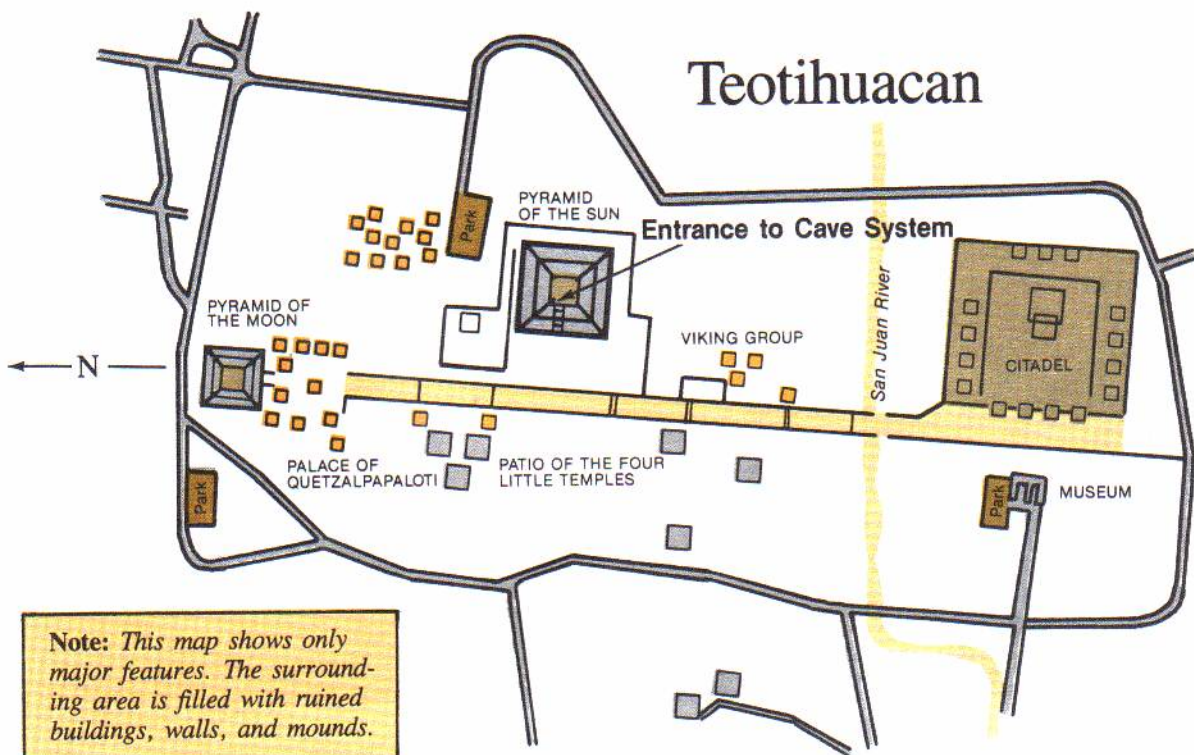 Teotihuacan
PYRAMID
OF THE SUN
Entrance to Cave System
Park
PYRAMID OF
THE MOON
N
VIKING GROUP
San Juan River
CITADEL
PALACE OF
QUETZALPAPALOTI
PATIO OF THE FOUR
LITTLE TEMPLES
Park
Park
MUSEUM
Note: This map shows only
major features. The surround-
ing area is filled with ruined
buildings, walls, and mounds.